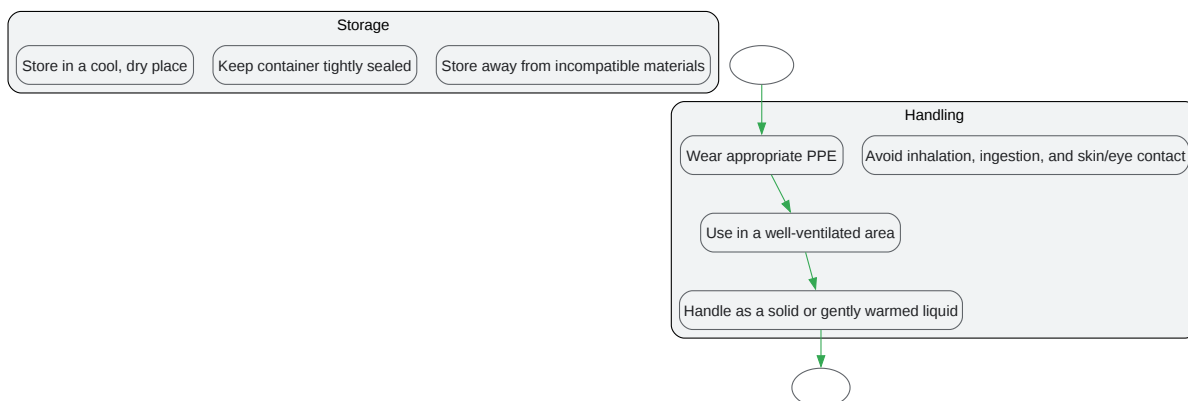 Storage
Store in a cool, dry place
Keep container tightly sealed
Store away from incompatible materials
Handling
Wear appropriate PPE
Avoid inhalation, ingestion, and skin/eye contact
Use in a well-ventilated area
Handle as a solid or gently warmed liquid